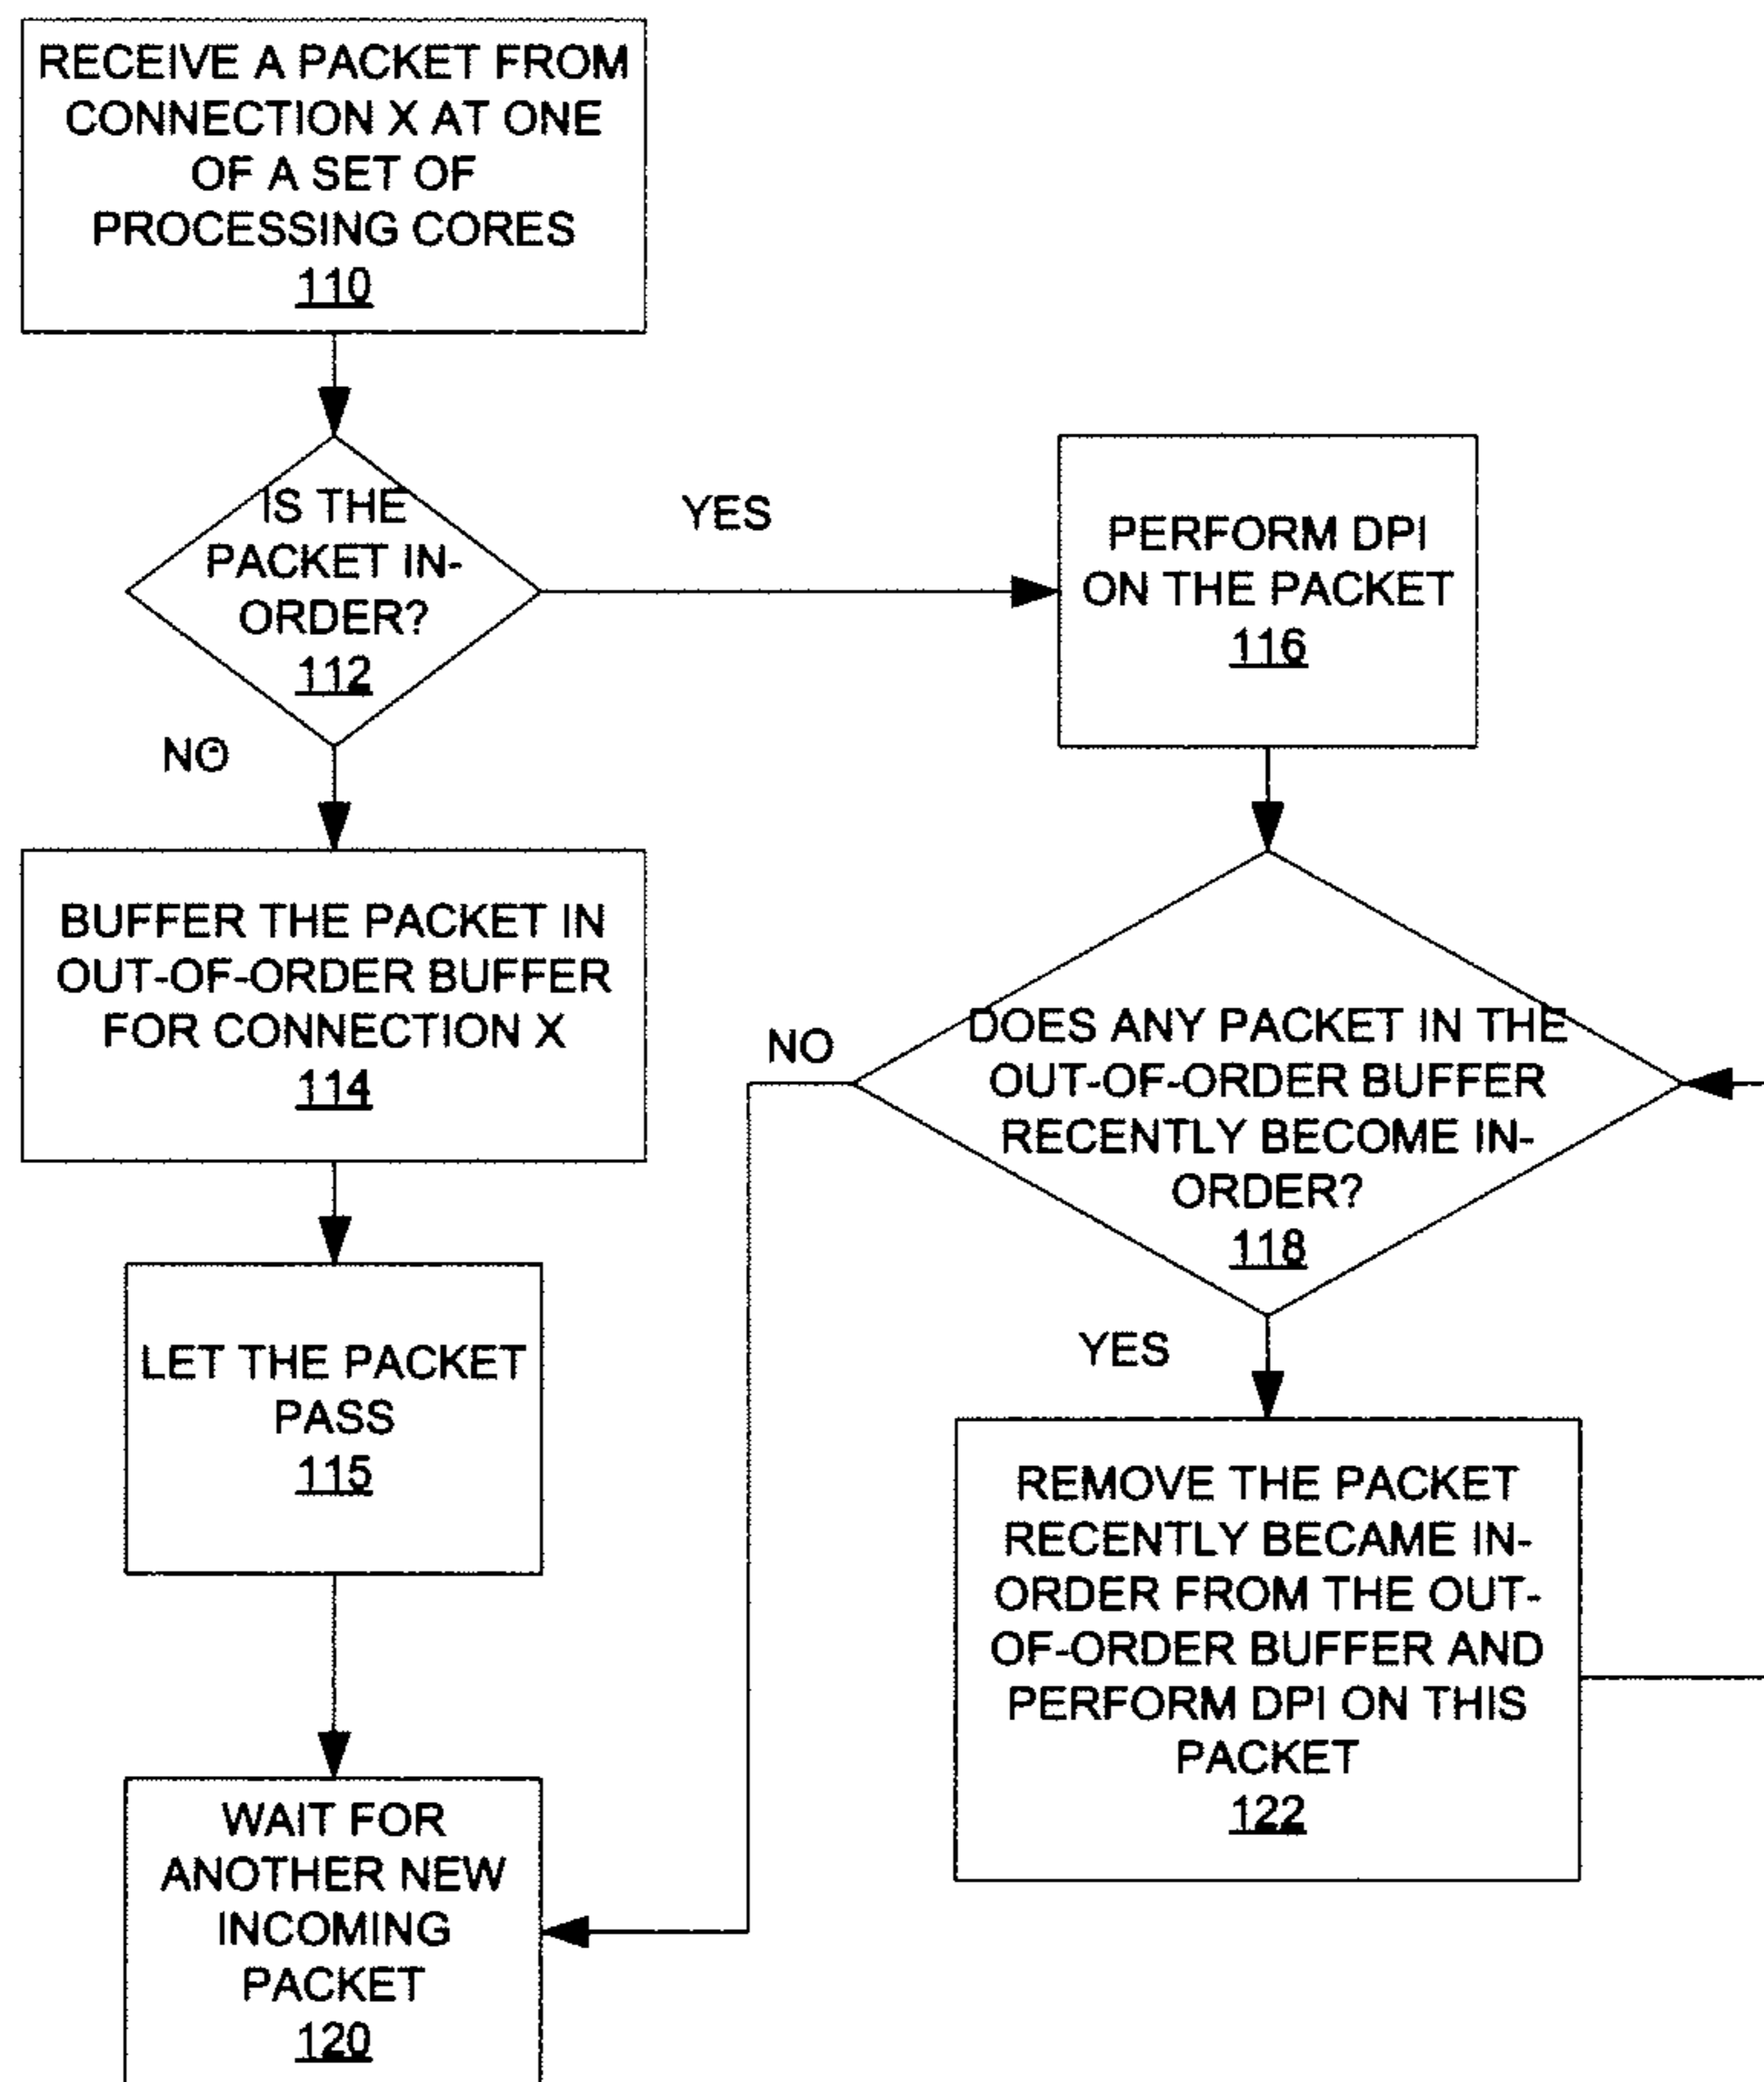 RECEIVE A PACKET FROM
CONNECTION X AT ONE
OF A SET OF
PROCESSING CORES
110
IS THE
PACKET IN-
ORDER?
112
YES
NO
PERFORM DPI
ON THE PACKET
116
BUFFER THE PACKET IN
OUT-OF-ORDER BUFFER
FOR CONNECTION X
114
NO
DOES ANY PACKET IN THE
OUT-OF-ORDER BUFFER
RECENTLY BECOME IN-
ORDER?
118
YES
LET THE PACKET
PASS
115
REMOVE THE PACKET
RECENTLY BECAME IN-
ORDER FROM THE OUT-
OF-ORDER BUFFER AND
PERFORM DPI ON THIS
PACKET
122
WAIT FOR
ANOTHER NEW
INCOMING
PACKET
120